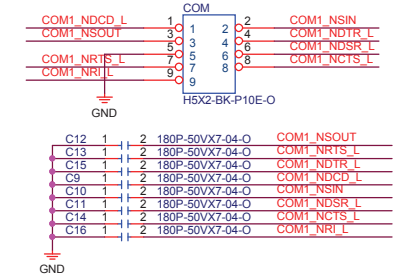 COM
COM1_NDCD_L 1 1 2 2 COM1_NSIN
COM1_NSOUT 3 3 4 4 COM1_NDTR_L
5 5 6 6 COM1_NDSR_L
COM1_NRTS_L 7 7 8 8 COM1_NCTS_L
COM1_NRI_L 9 9
H5X2-BK-P10E-O
GND
C12 1 2 180P-50VX7-04-O COM1_NSOUT
C13 1 2 180P-50VX7-04-O COM1_NRTS_L
C15 1 2 180P-50VX7-04-O COM1_NDTR_L
C9 1 2 180P-50VX7-04-O COM1_NDCD_L
C10 1 2 180P-50VX7-04-O COM1_NSIN
C11 1 2 180P-50VX7-04-O COM1_NDSR_L
C14 1 2 180P-50VX7-04-O COM1_NCTS_L
C16 1 2 180P-50VX7-04-O COM1_NRI_L
GND